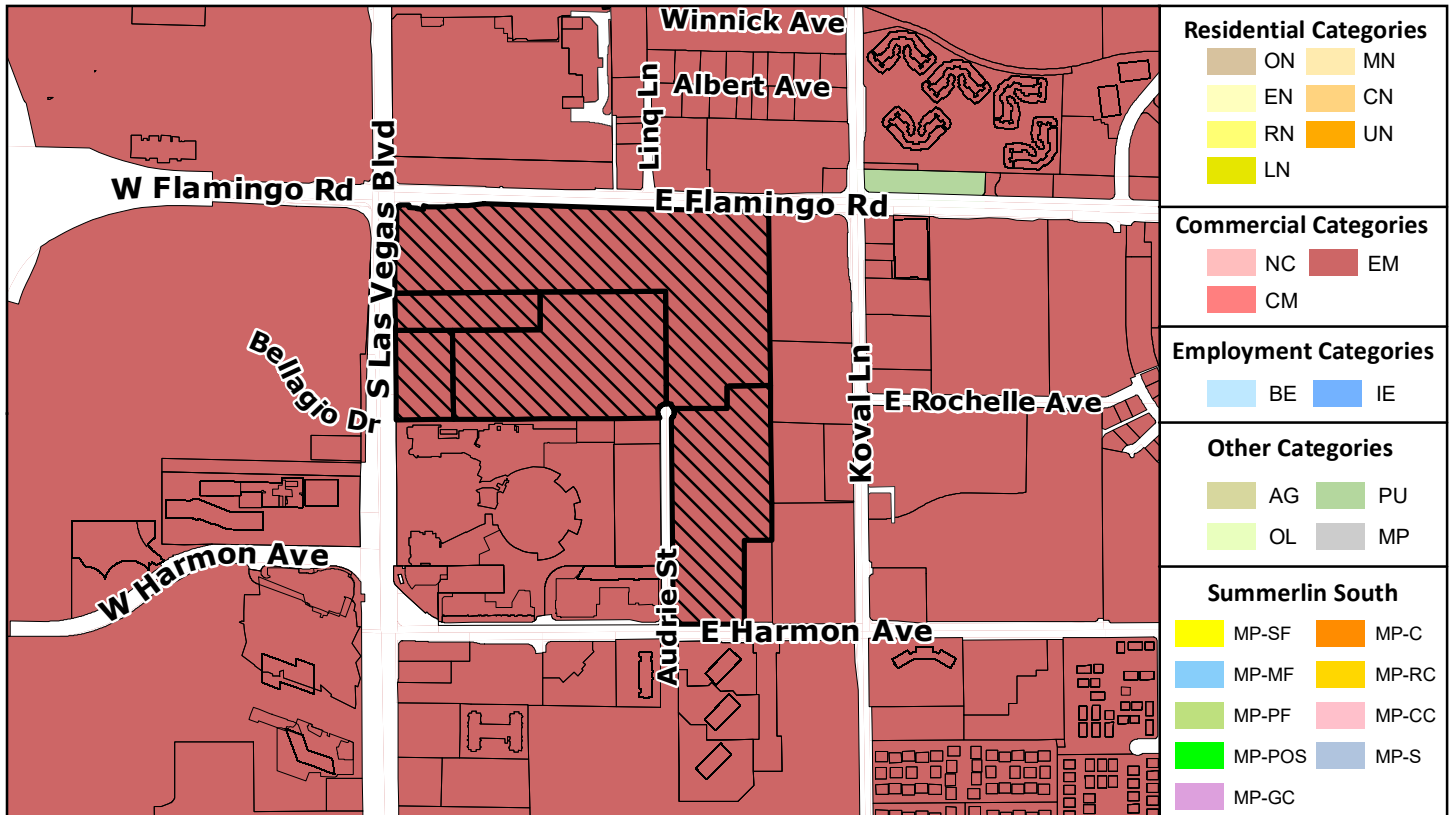 Winnick Ave
Albert Ave
Linq Ln
W Flamingo Rd
E Flamingo Rd
S Las Vegas Blvd
Bellagio Dr
Koval Ln
E Rochelle Ave
W Harmon Ave
Audrie St
E Harmon Ave
Residential Categories
ON MN
EN CN
RN UN
LN
Commercial Categories
NC EM
CM
Employment Categories
BE IE
Other Categories
AG PU
OL MP
Summerlin South
MP-SF MP-C
MP-MF MP-RC
MP-PF MP-CC
MP-POS MP-S
MP-GC